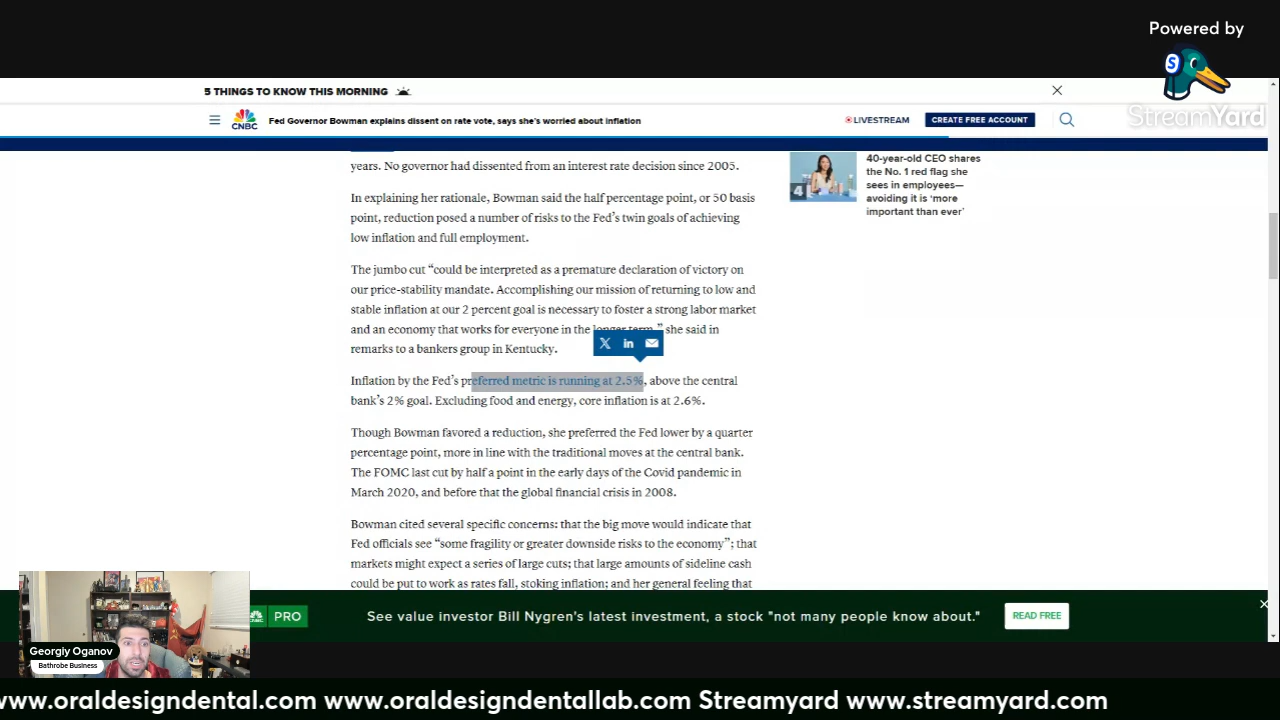 Powered by
S
StreamYard
5 THINGS TO KNOW THIS MORNING
CNBC
Fed Governor Bowman explains dissent on rate vote, says she's worried about inflation
LIVESTREAM
CREATE FREE ACCOUNT
years. No governor had dissented from an interest rate decision since 2005.
In explaining her rationale, Bowman said the half percentage point, or 50 basis
point, reduction posed a number of risks to the Fed's twin goals of achieving
low inflation and full employment.
The jumbo cut “could be interpreted as a premature declaration of victory on
our price-stability mandate. Accomplishing our mission of returning to low and
stable inflation at our 2 percent goal is necessary to foster a strong labor market
and an economy that works for everyone in the longer term,” she said in
remarks to a bankers group in Kentucky.
X in
Inflation by the Fed's preferred metric is running at 2.5%, above the central
bank's 2% goal. Excluding food and energy, core inflation is at 2.6%.
Though Bowman favored a reduction, she preferred the Fed lower by a quarter
percentage point, more in line with the traditional moves at the central bank.
The FOMC last cut by half a point in the early days of the Covid pandemic in
March 2020, and before that the global financial crisis in 2008.
Bowman cited several specific concerns: that the big move would indicate that
Fed officials see “some fragility or greater downside risks to the economy”; that
markets might expect a series of large cuts; that large amounts of sideline cash
could be put to work as rates fall, stoking inflation; and her general feeling that
4
40-year-old CEO shares
the No. 1 red flag she
sees in employees—
avoiding it is ‘more
important than ever’
PRO
See value investor Bill Nygren's latest investment, a stock "not many people know about."
READ FREE
Georgiy Oganov
Bathrobe Business
www.oraldesigndental.com www.oraldesigndentallab.com Streamyard www.streamyard.com